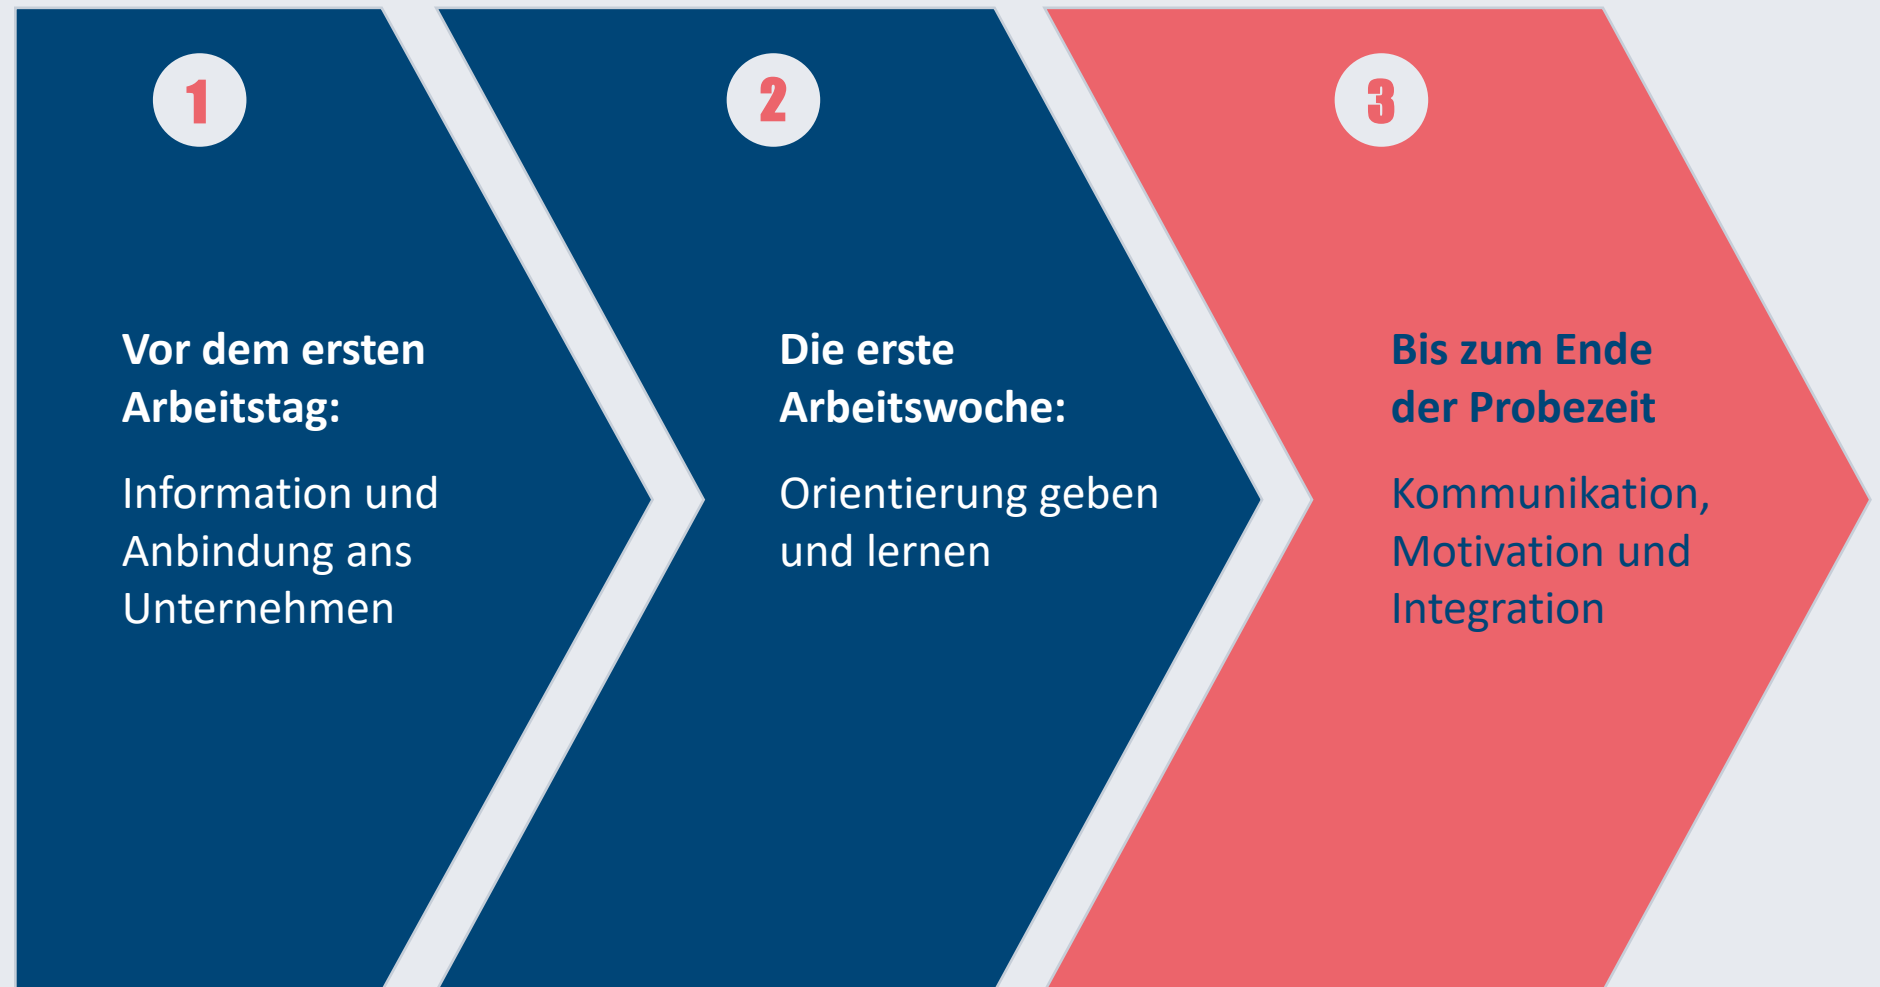 1
Vor dem ersten
Arbeitstag:
Information und
Anbindung ans
Unternehmen
2
Die erste
Arbeitswoche:
Orientierung geben
und lernen
3
Bis zum Ende
der Probezeit
Kommunikation,
Motivation und
Integration